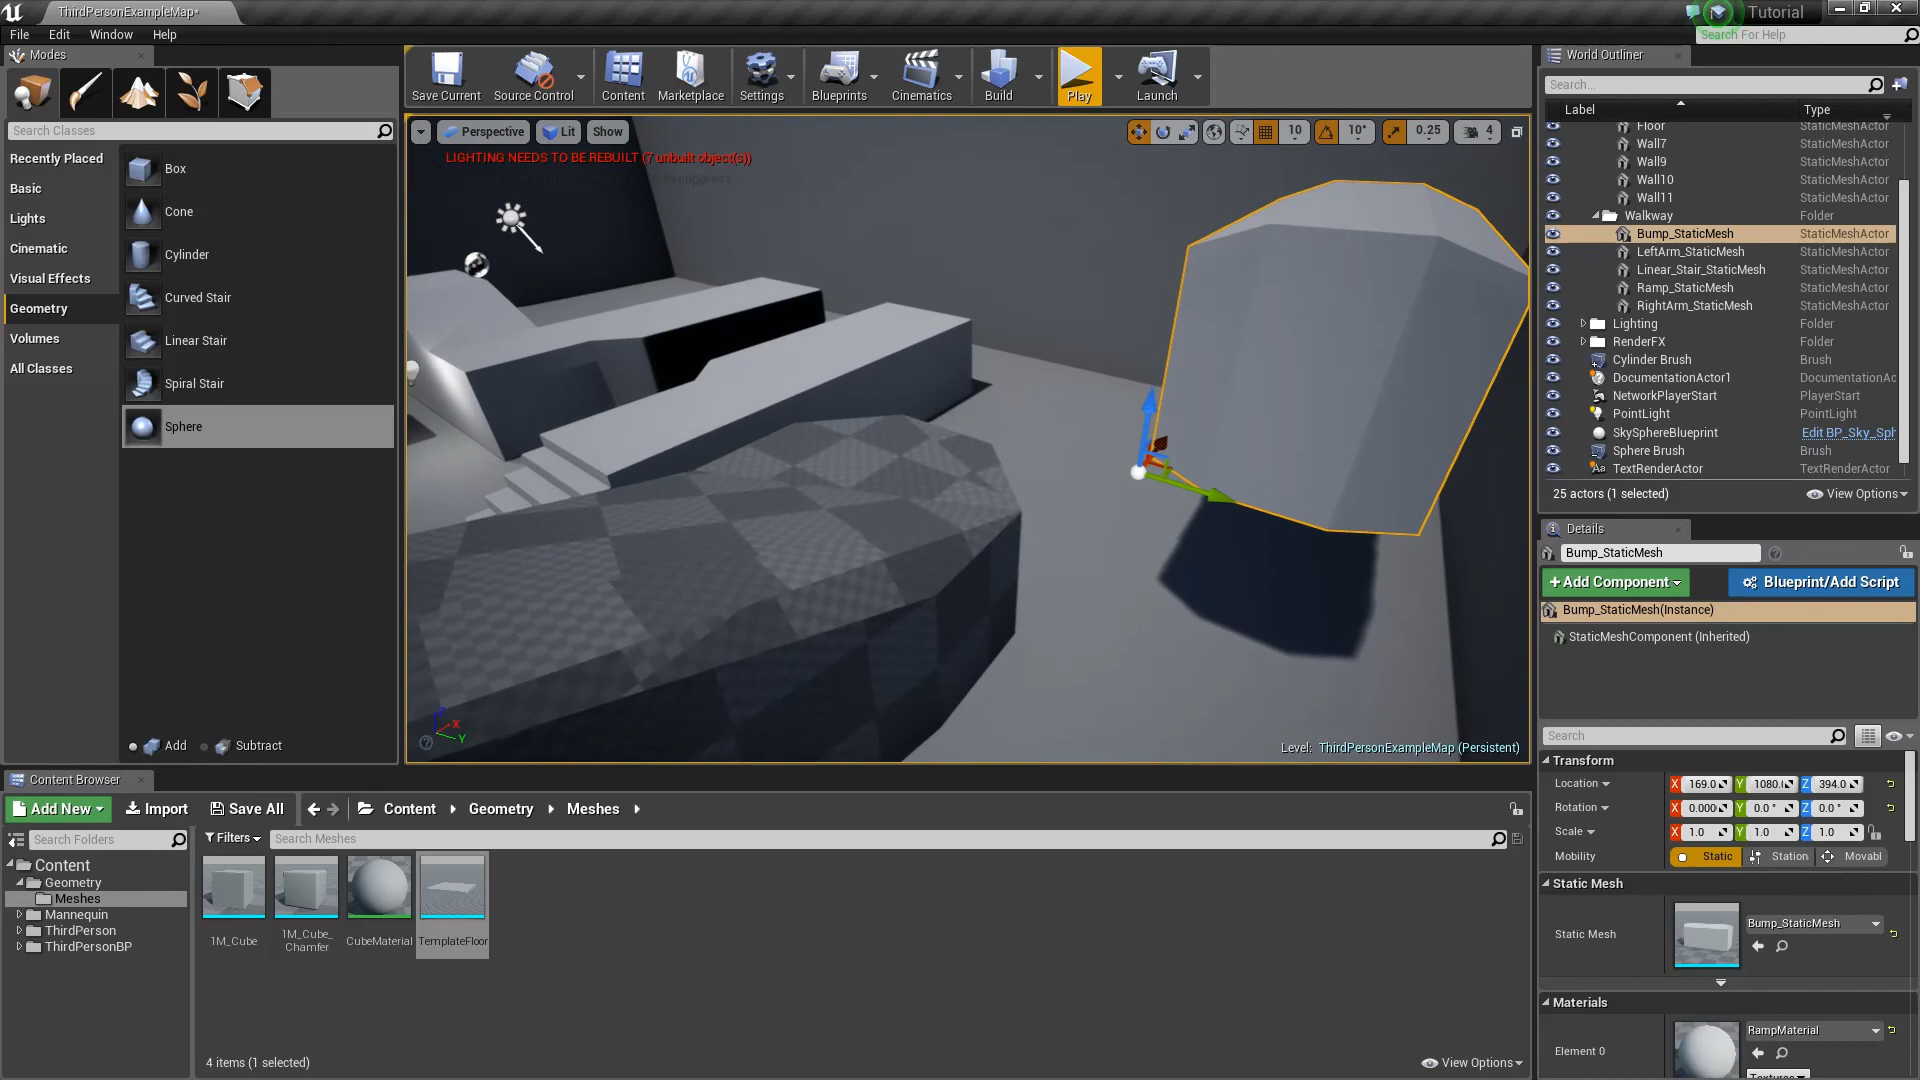 ThirdPersonExampleMap*
Tutorial
File Edit Window Help
Search For Help
Modes
Search Classes
Recently Placed
Basic
Lights
Cinematic
Visual Effects
Geometry
Volumes
All Classes
Box
Cone
Cylinder
Curved Stair
Linear Stair
Spiral Stair
Sphere
Add Subtract
Save Current Source Control Content Marketplace Settings Blueprints Cinematics Build Play Launch
Perspective Lit Show
10 10° 0.25 4
LIGHTING NEEDS TO BE REBUILT (7 unbuilt object(s))
to suppress
X
Y
Level: ThirdPersonExampleMap (Persistent)
World Outliner
Search...
Label Type
Floor StaticMeshActor
Wall7 StaticMeshActor
Wall9 StaticMeshActor
Wall10 StaticMeshActor
Wall11 StaticMeshActor
Walkway Folder
Bump_StaticMesh StaticMeshActor
LeftArm_StaticMesh StaticMeshActor
Linear_Stair_StaticMesh StaticMeshActor
Ramp_StaticMesh StaticMeshActor
RightArm_StaticMesh StaticMeshActor
Lighting Folder
RenderFX Folder
Cylinder Brush Brush
DocumentationActor1 DocumentationAc
NetworkPlayerStart PlayerStart
PointLight PointLight
SkySphereBlueprint Edit BP_Sky_Sph
Sphere Brush Brush
Aa TextRenderActor TextRenderActor
25 actors (1 selected) View Options
Details
Bump_StaticMesh
+Add Component Blueprint/Add Script
Bump_StaticMesh(Instance)
StaticMeshComponent (Inherited)
Search
Transform
Location X 169.0 Y 1080.0 Z 394.0
Rotation X 0.000 Y 0.0 ° Z 0.0 °
Scale X 1.0 Y 1.0 Z 1.0
Mobility Static Station Movabl
Static Mesh
Static Mesh Bump_StaticMesh
Materials
Element 0 RampMaterial
Textures
Content Browser
Add New Import Save All Content Geometry Meshes
Search Folders
Filters Search Meshes
Content
Geometry
Meshes
Mannequin
ThirdPerson
ThirdPersonBP
1M_Cube
1M_Cube_
Chamfer
CubeMaterial
TemplateFloor
4 items (1 selected)
View Options